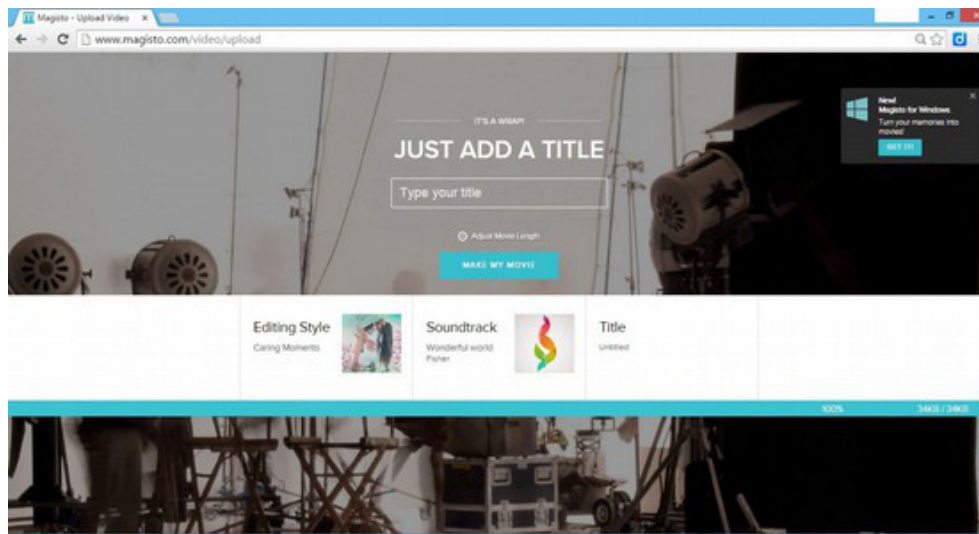 Magisto - Upload Video
www.magisto.com/video/upload
New!
Magisto for Windows
Turn your memories into
movies!
GET IT!
IT'S A WRAP!
JUST ADD A TITLE
Type your title
Adjust Movie Length
MAKE MY MOVIE
Editing Style
Caring Moments
Soundtrack
Wonderful world
Fisher
Title
Untitled
100%
34KB / 34KB